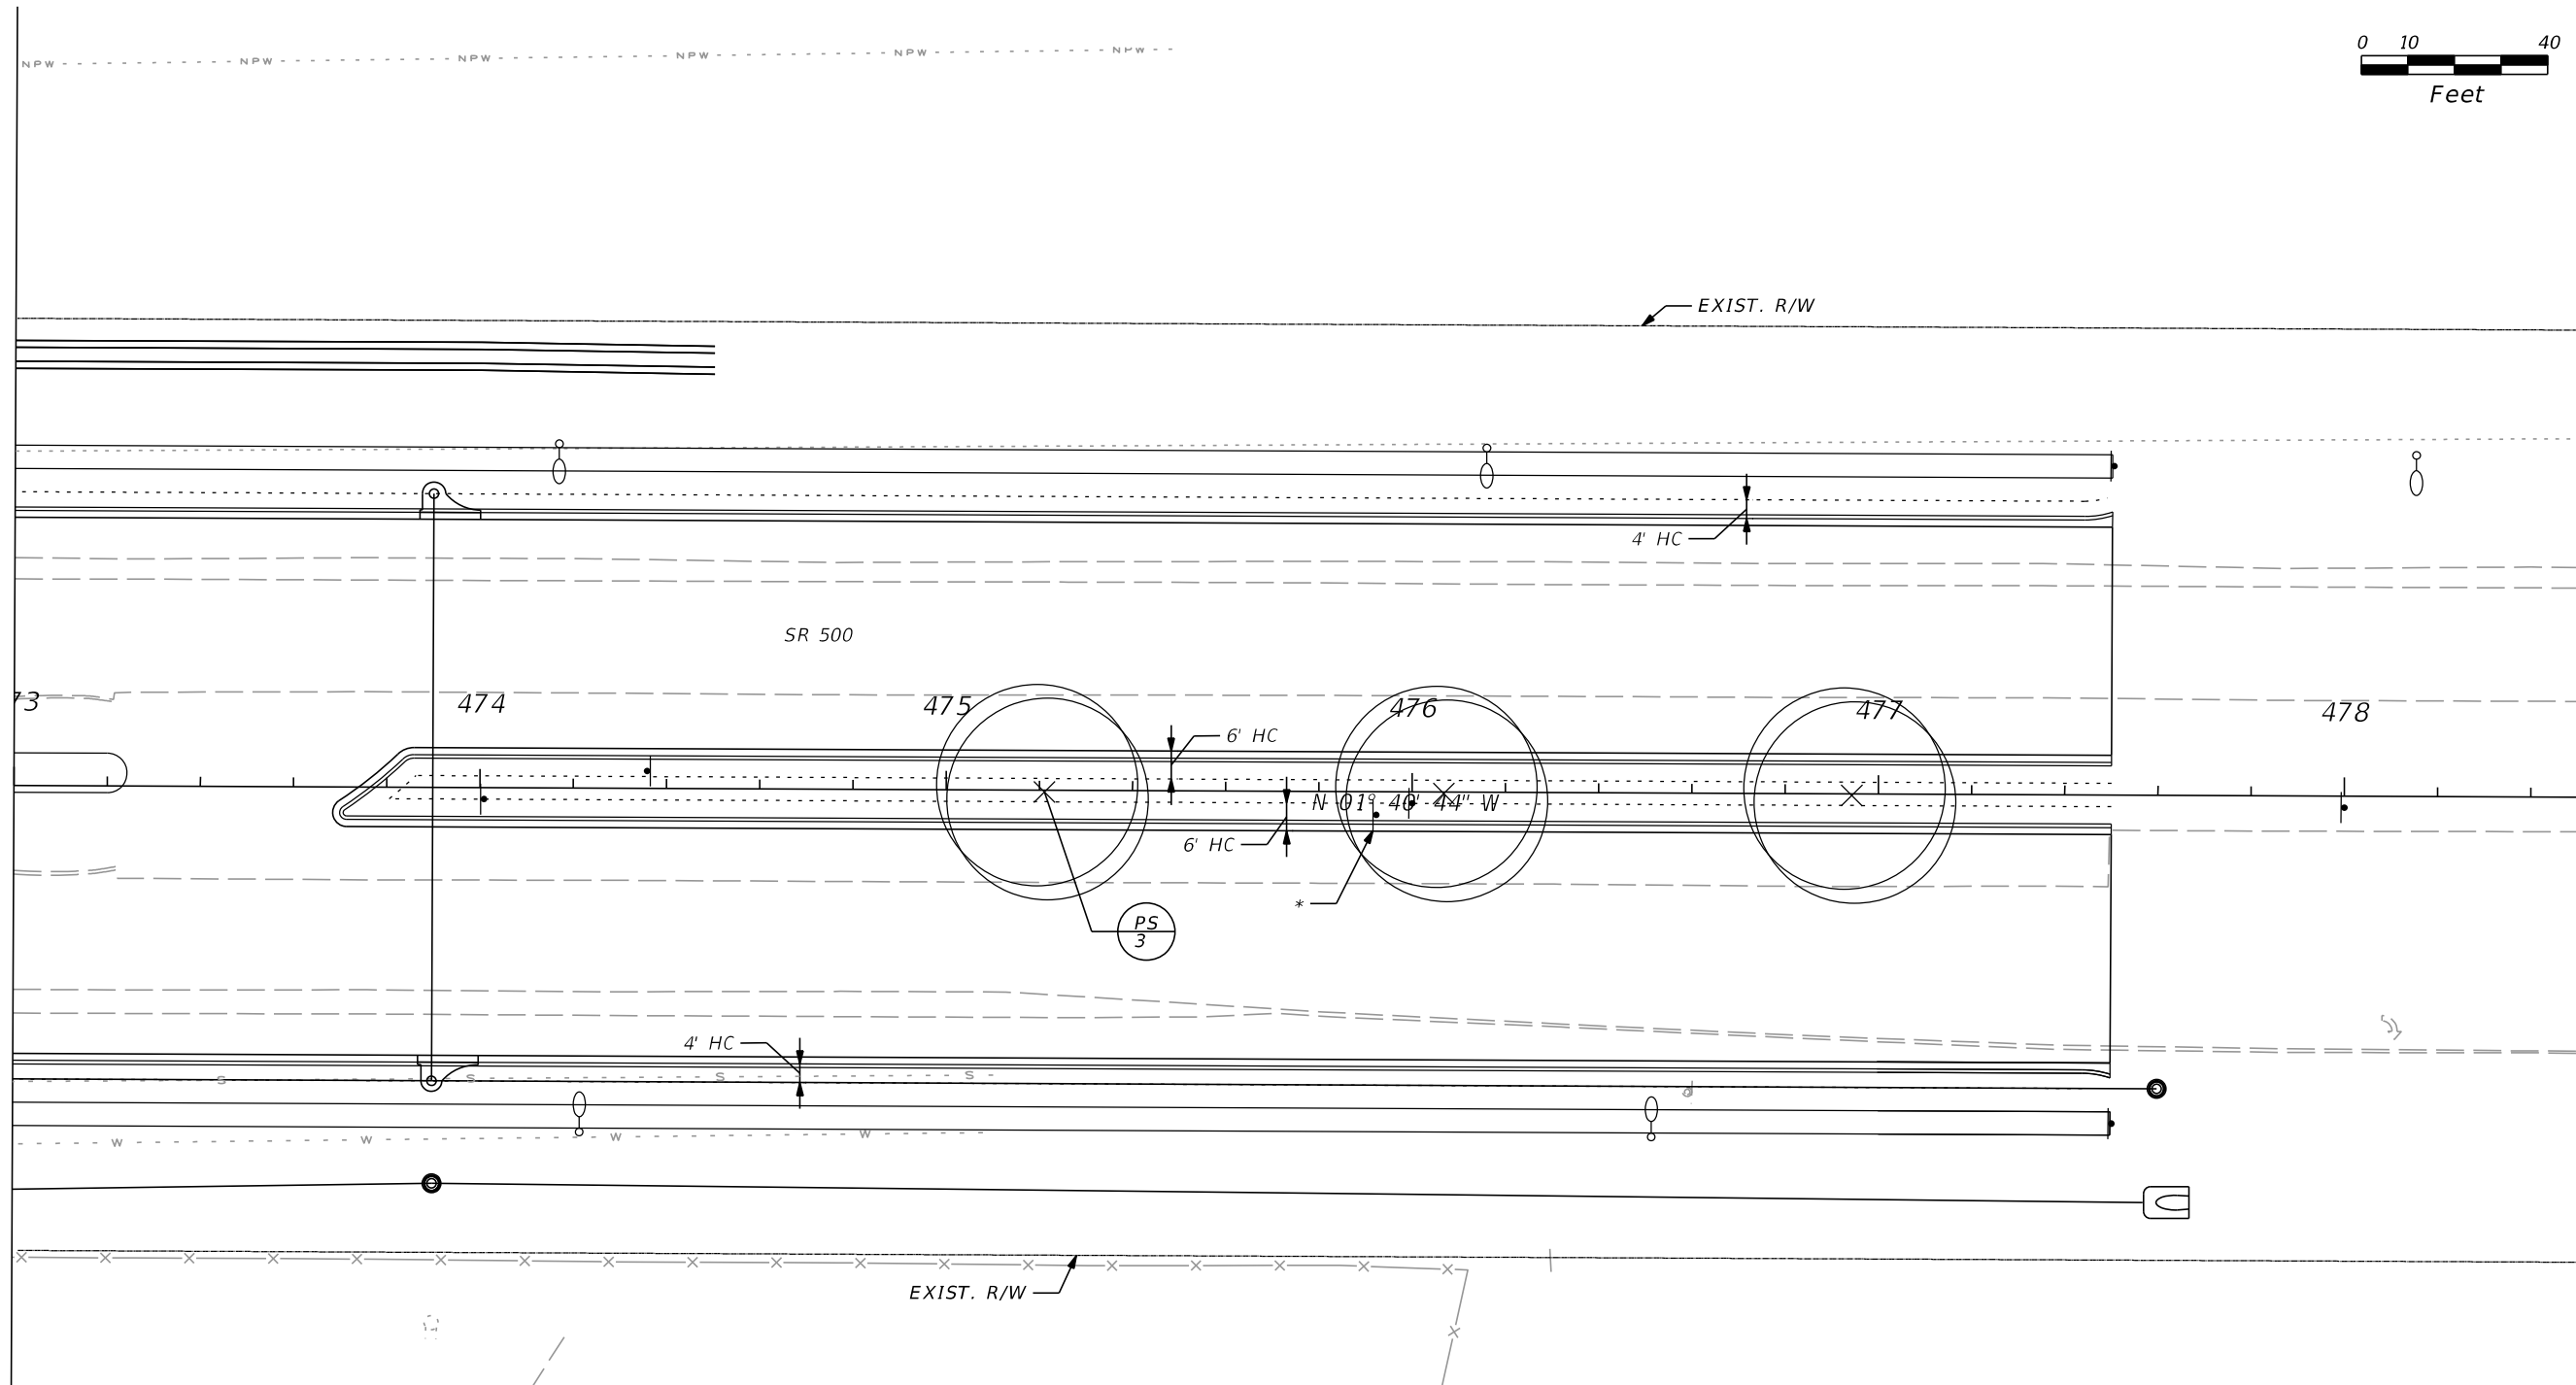 0 10 40
Feet
NPW NPW NPW NPW NPW NPW
EXIST. R/W
4' HC
SR 500
73 474 475 476 477 478
6' HC
N 01° 40' 44" W
6' HC
*
PS
3
4' HC
S S S S
W W W W
EXIST. R/W